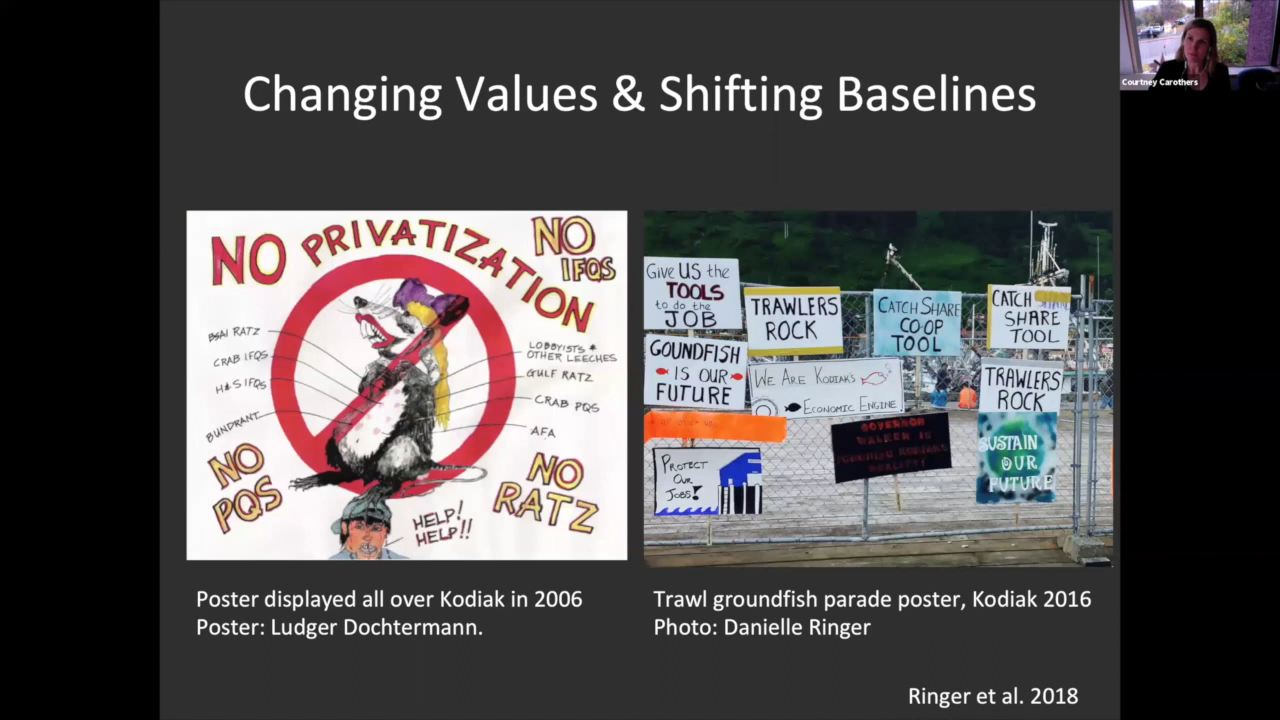 Courtney Carothers
Changing Values & Shifting Baselines
NO PRIVATIZATION
NO
IFQS
BSAI RATZ
CRAB IFQS
H&S IFQS
BUNDRANT
LOBBYISTS &
OTHER LEECHES
GULF RATZ
CRAB PQS
AFA
NO
PQS
NO
RATZ
HELP!
HELP!!
GIVE US the
TOOLS
to do the
JOB
TRAWLERS
ROCK
CATCH SHARE
CO-OP
TOOL
CATCH
SHARE
TOOL
GOUNDFISH
IS OUR
FUTURE
WE ARE KODIAK'S
ECONOMIC ENGINE
TRAWLERS
ROCK
GOVERNOR
WALKER IS
PROTECT
OUR
JOBS!
SUSTAIN
OUR
FUTURE
Poster displayed all over Kodiak in 2006
Poster: Ludger Dochtermann.
Trawl groundfish parade poster, Kodiak 2016
Photo: Danielle Ringer
Ringer et al. 2018